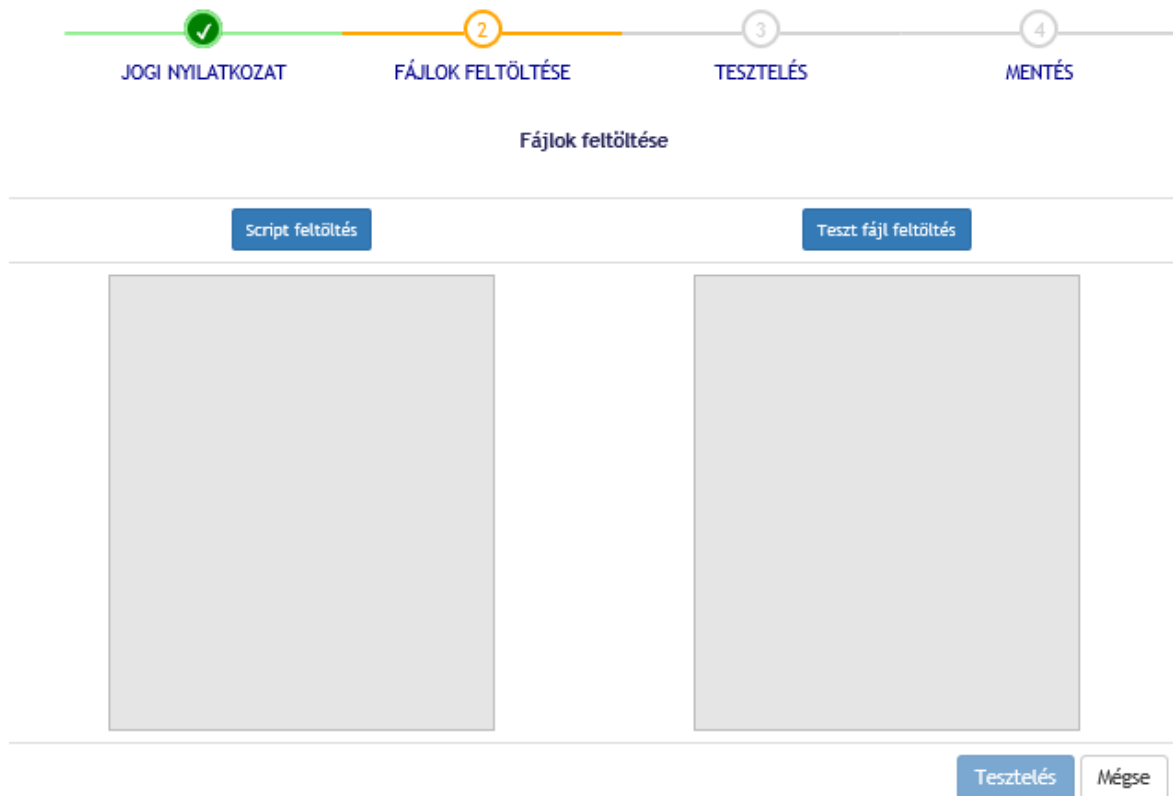 2 3 4
JOGI NYILATKOZAT FÁJLOK FELTÖLTÉSE TESZTELÉS MENTÉS
Fájlok feltöltése
Script feltöltés Teszt fájl feltöltés
Tesztelés Mégse